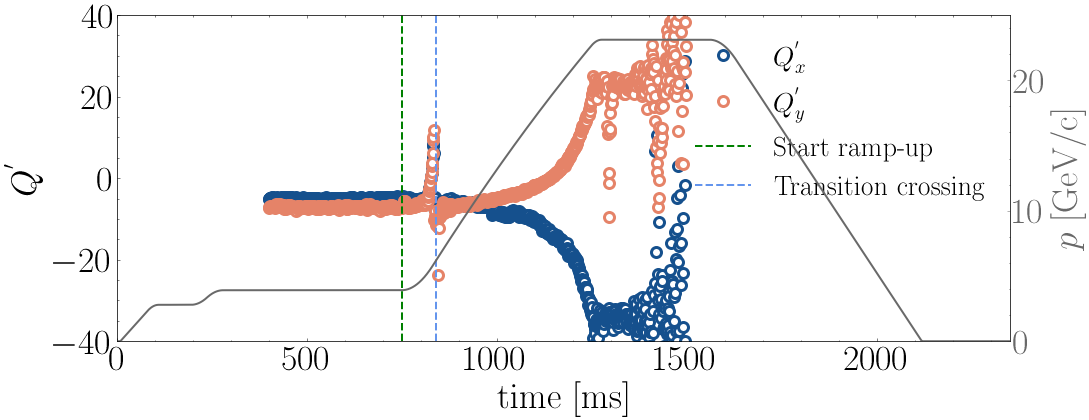 40
20
0
−20
−40
Q'
0
500
1000
1500
2000
time [ms]
20
10
0
p [GeV/c]
Q'x
Q'y
Start ramp-up
Transition crossing